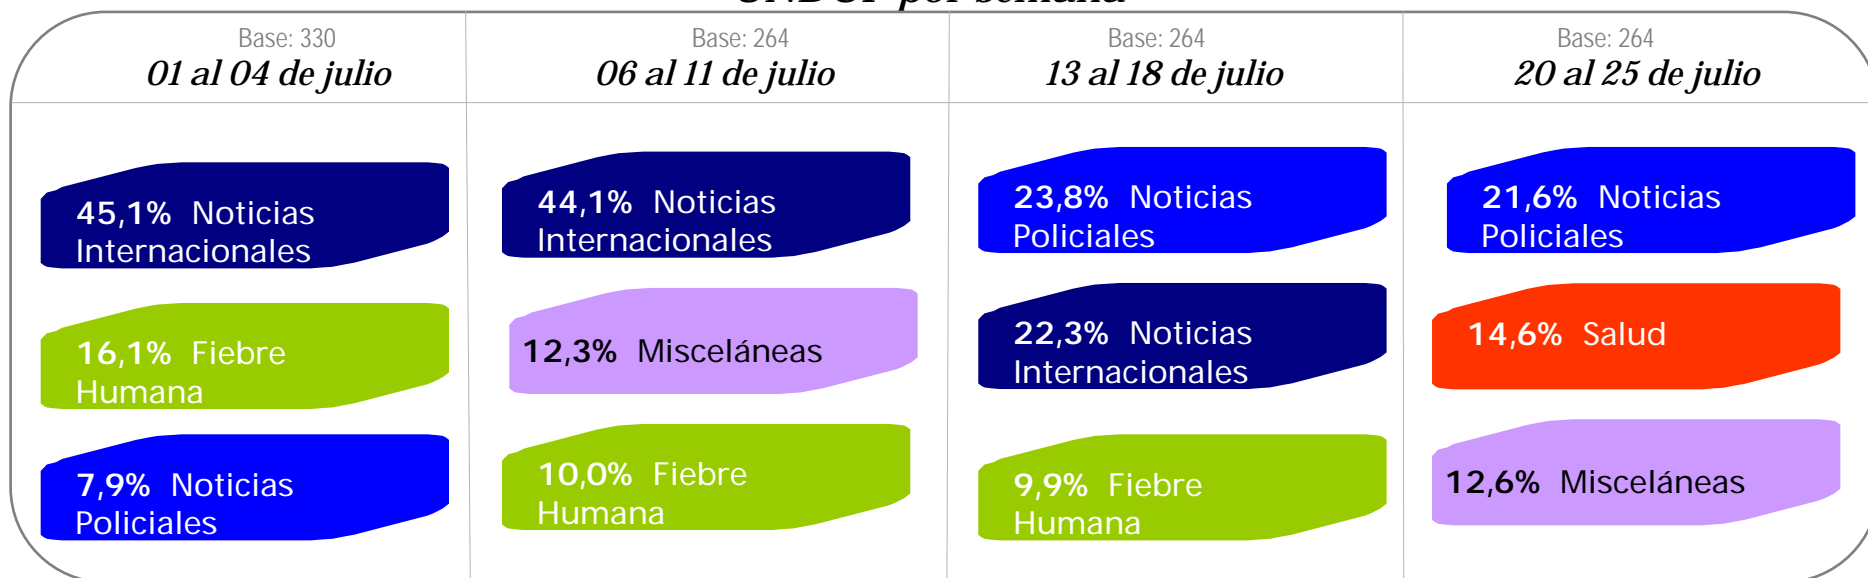 por semana
Base: 330
01 al 04 de julio
Base: 264
06 al 11 de julio
Base: 264
13 al 18 de julio
Base: 264
20 al 25 de julio
45,1% Noticias
Internacionales
16,1% Fiebre
Humana
7,9% Noticias
Policiales
44,1% Noticias
Internacionales
12,3% Misceláneas
10,0% Fiebre
Humana
23,8% Noticias
Policiales
22,3% Noticias
Internacionales
9,9% Fiebre
Humana
21,6% Noticias
Policiales
14,6% Salud
12,6% Misceláneas